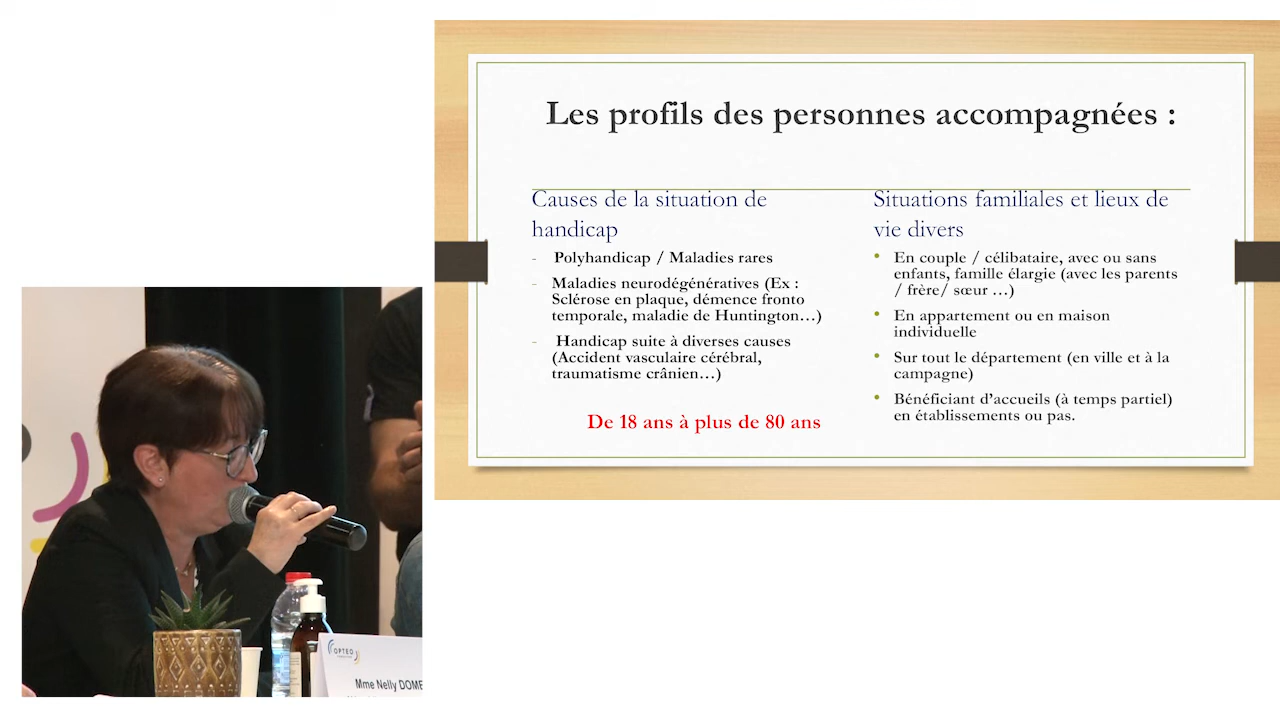 Les profils des personnes accompagnées :
Causes de la situation de
handicap
- Polyhandicap / Maladies rares
- Maladies neurodégénératives (Ex :
Sclérose en plaque, démence fronto
temporale, maladie de Huntington…)
- Handicap suite à diverses causes
(Accident vasculaire cérébral,
traumatisme crânien…)
De 18 ans à plus de 80 ans
Situations familiales et lieux de
vie divers
• En couple / célibataire, avec ou sans
enfants, famille élargie (avec les parents
/ frère/ sœur …)
• En appartement ou en maison
individuelle
• Sur tout le département (en ville et à la
campagne)
• Bénéficiant d’accueils (à temps partiel)
en établissements ou pas.
OPTEO
Mme Nelly DOME